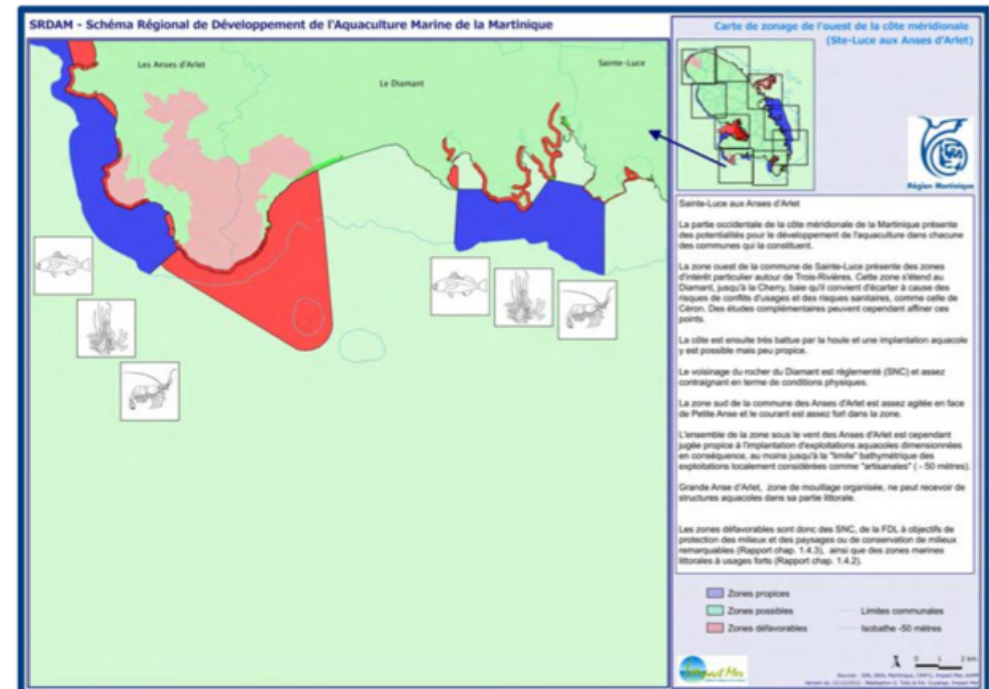 SRDAM - Schéma Régional de Développement de l'Aquaculture Marine de la Martinique
Carte de zonage de l'ouest de la côte méridionale
(Ste-Luce aux Anses d'Arlet)
Les Anses d'Arlet
Le Diamant
Sainte-Luce
Région Martinique
Sainte-Luce aux Anses d'Arlet
La partie occidentale de la côte méridionale de la Martinique présente
des potentialités pour le développement de l'aquaculture dans chacune
des communes qui la constituent.
La zone ouest de la commune de Sainte-Luce présente des zones
d'intérêt particulier autour de Trois-Rivières. Cette zone s'étend au
Diamant, jusqu'à la Cherry, baie qu'il convient d'écarter à cause des
risques de conflits d'usages et des risques sanitaires, comme celle de
Céron. Des études complémentaires peuvent cependant affiner ces
points.
La côte est ensuite très battue par la houle et une implantation aquacole
y est possible mais peu propice.
Le voisinage du rocher du Diamant est réglementé (SNC) et assez
contraignant en terme de conditions physiques.
La zone sud de la commune des Anses d'Arlet est assez agitée en face
de Petite Anse et le courant est assez fort dans la zone.
L'ensemble de la zone sous le vent des Anses d'Arlet est cependant
jugée propice à l'implantation d'exploitations aquacoles dimensionnées
en conséquence, au moins jusqu'à la "limite" bathymétrique des
exploitations localement considérées comme "artisanales" ( - 50 mètres).
Grande Anse d'Arlet, zone de mouillage organisée, ne peut recevoir de
structures aquacoles dans sa partie littorale.
Les zones défavorables sont donc des SNC, de la FDL à objectifs de
protection des milieux et des paysages ou de conservation de milieux
remarquables (Rapport chap. 1.4.3), ainsi que des zones marines
littorales à usages forts (Rapport chap. 1.4.2).
Zones propices
Zones possibles
Limites communales
Zones défavorables
Isobathe -50 mètres
0 1 2 km
Impact Mer